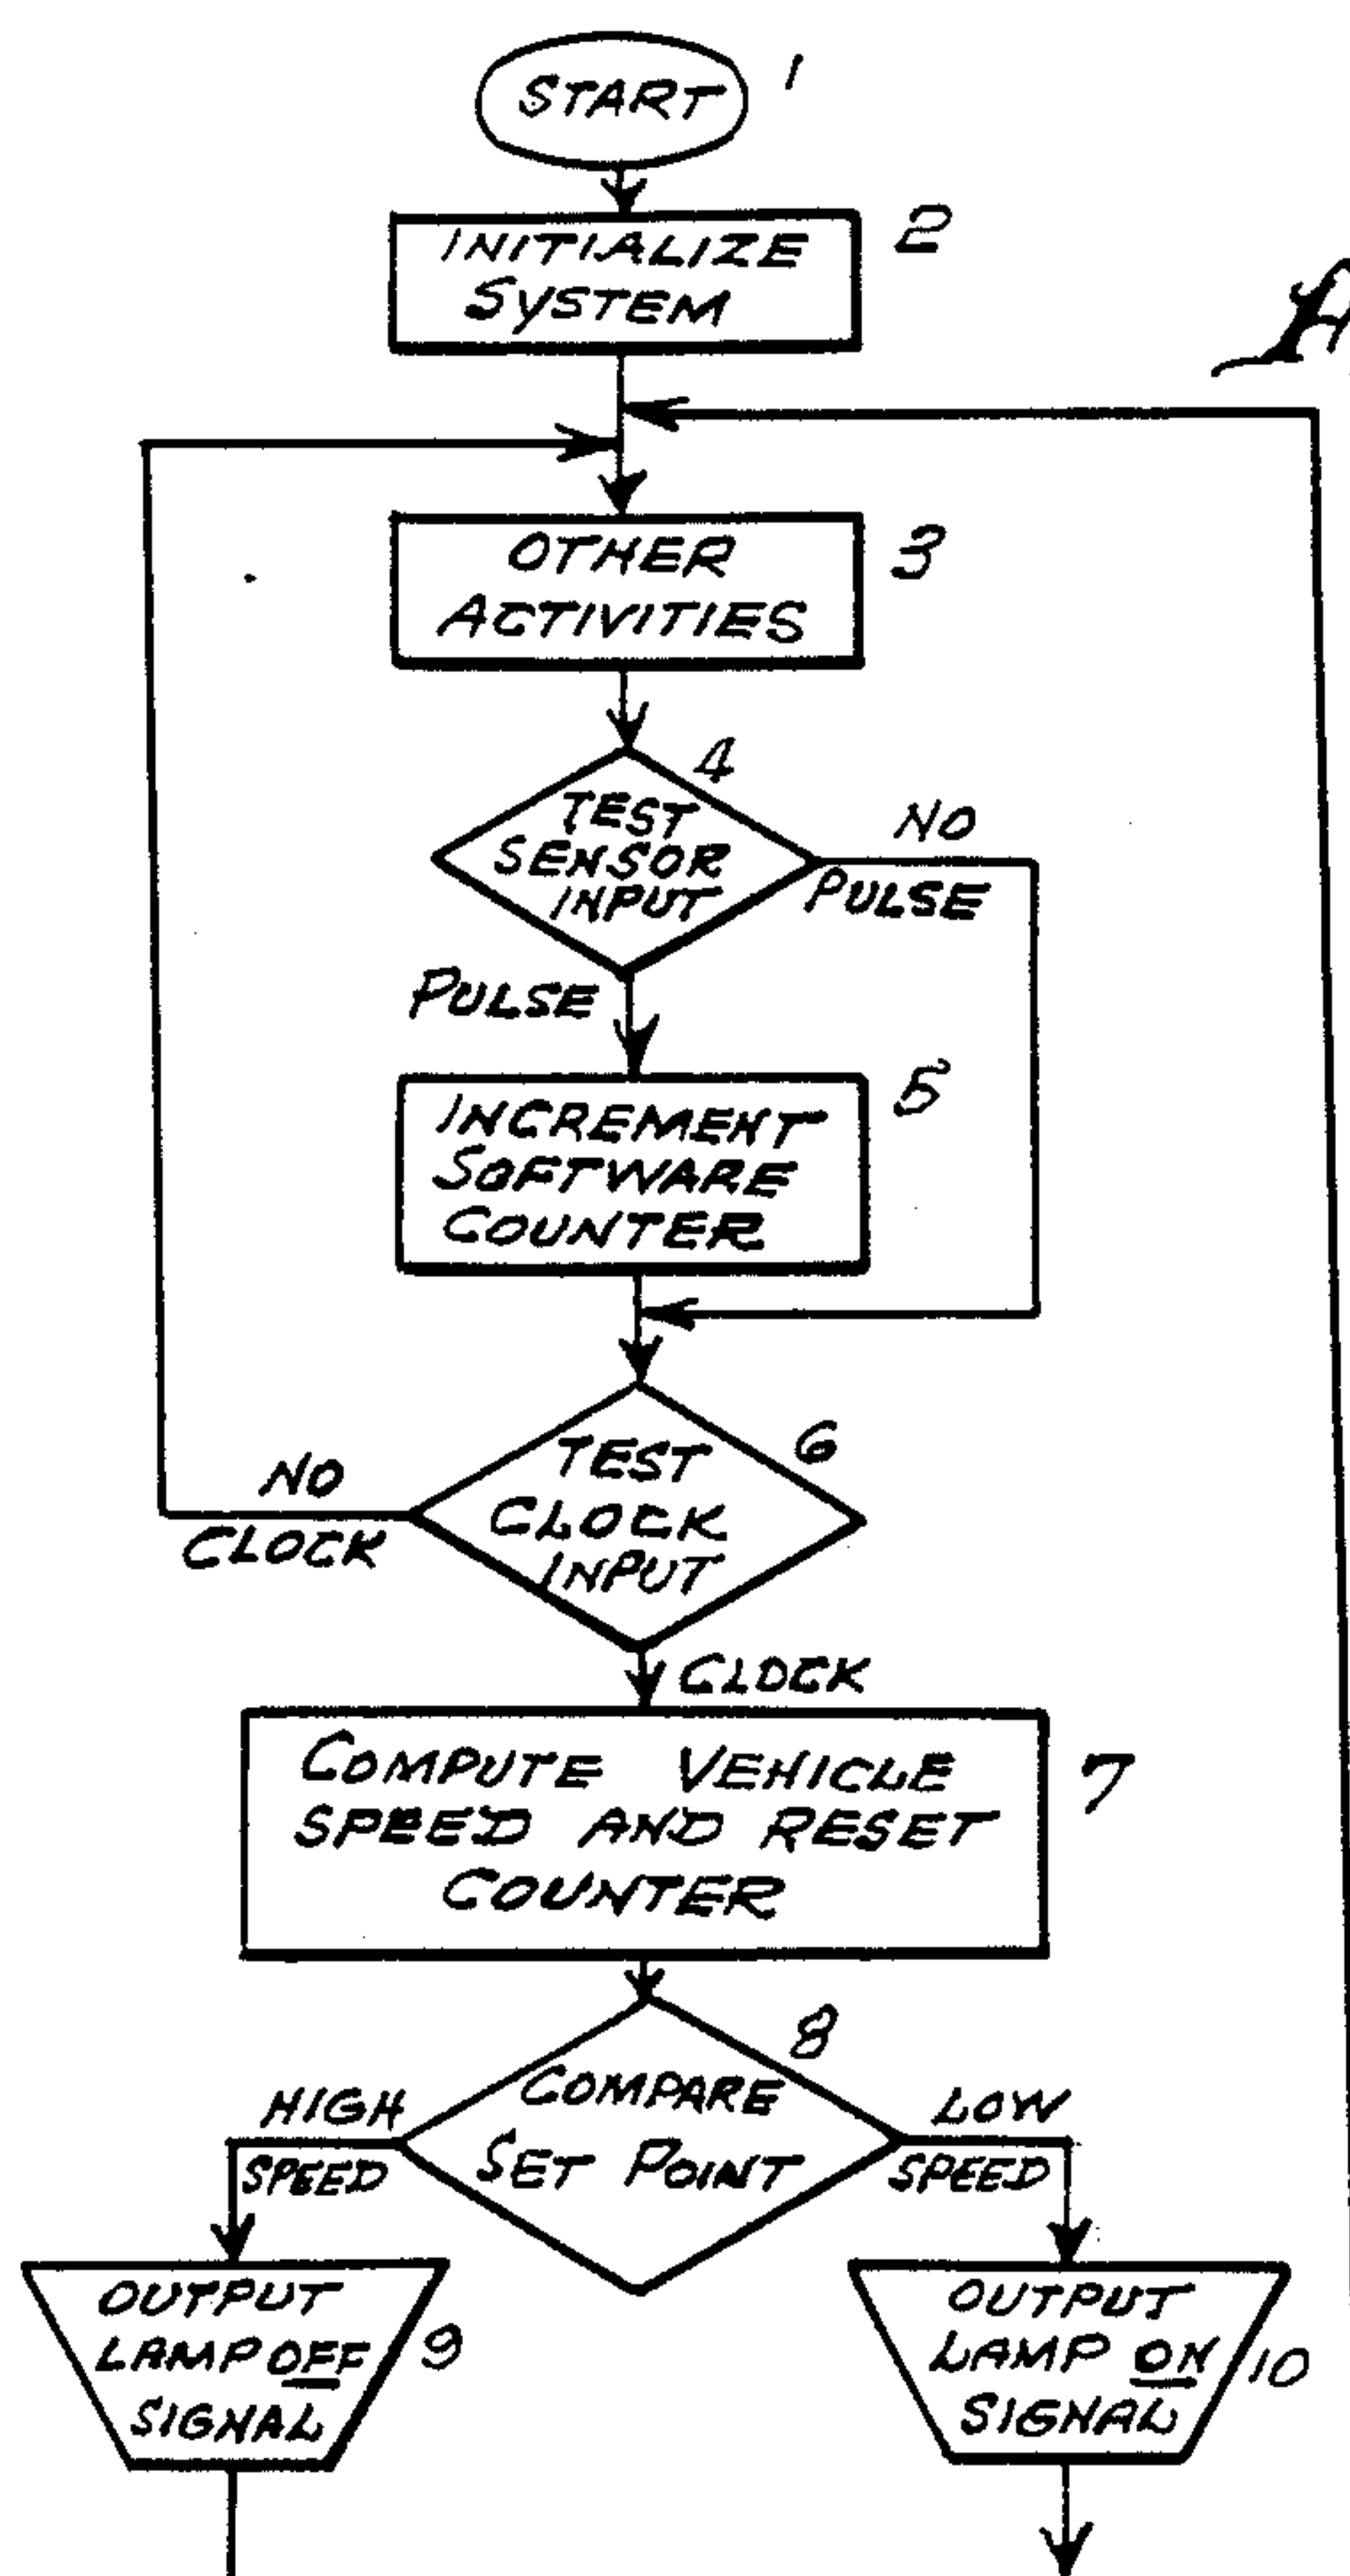 START
1
INITIALIZE
SYSTEM
2
OTHER
ACTIVITIES
3
4
TEST
SENSOR
INPUT
NO
PULSE
PULSE
INCREMENT
SOFTWARE
COUNTER
5
6
TEST
CLOCK
INPUT
NO
CLOCK
CLOCK
COMPUTE VEHICLE
SPEED AND RESET
COUNTER
7
8
COMPARE
SET POINT
HIGH
SPEED
LOW
SPEED
OUTPUT
LAMP OFF
SIGNAL
9
OUTPUT
LAMP ON
SIGNAL
10